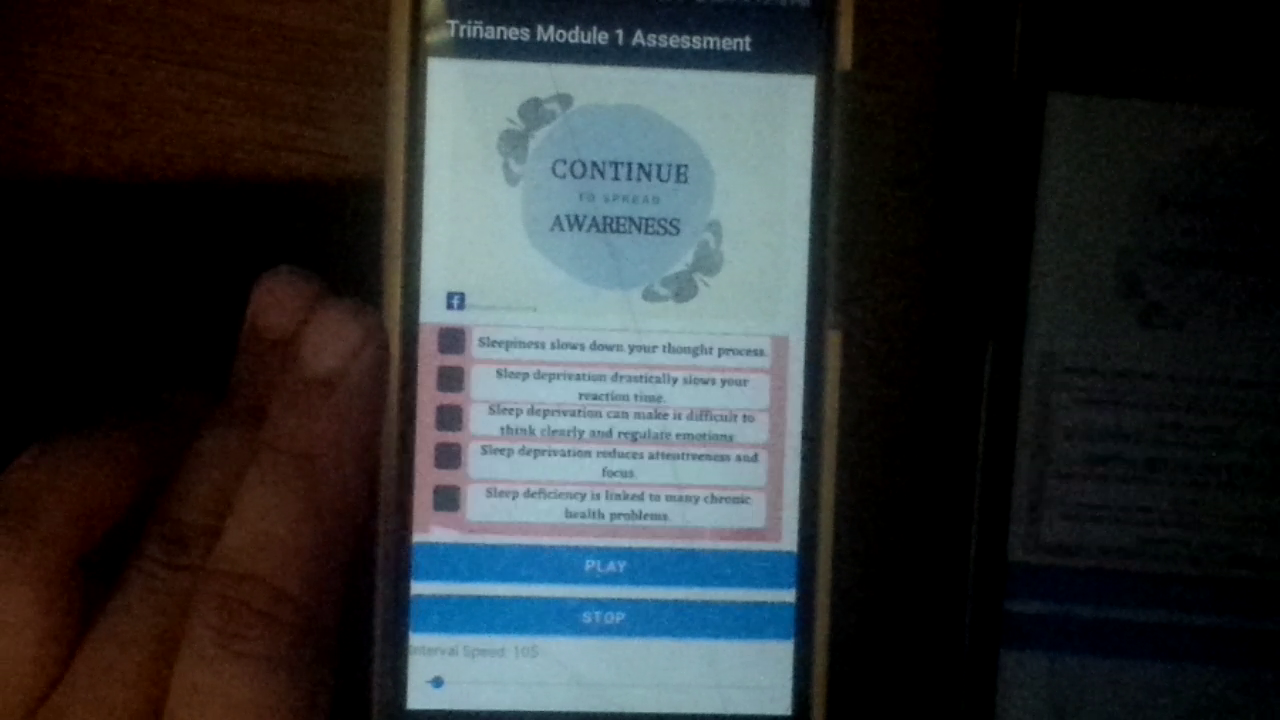 Triñanes Module 1 Assessment
CONTINUE
TO SPREAD
AWARENESS
Sleepiness slows down your thought process.
Sleep deprivation drastically slows your
reaction time.
Sleep deprivation can make it difficult to
think clearly and regulate emotions
Sleep deprivation reduces attentiveness and
focus.
Sleep deficiency is linked to many chronic
health problems.
PLAY
STOP
Interval Speed: 10S